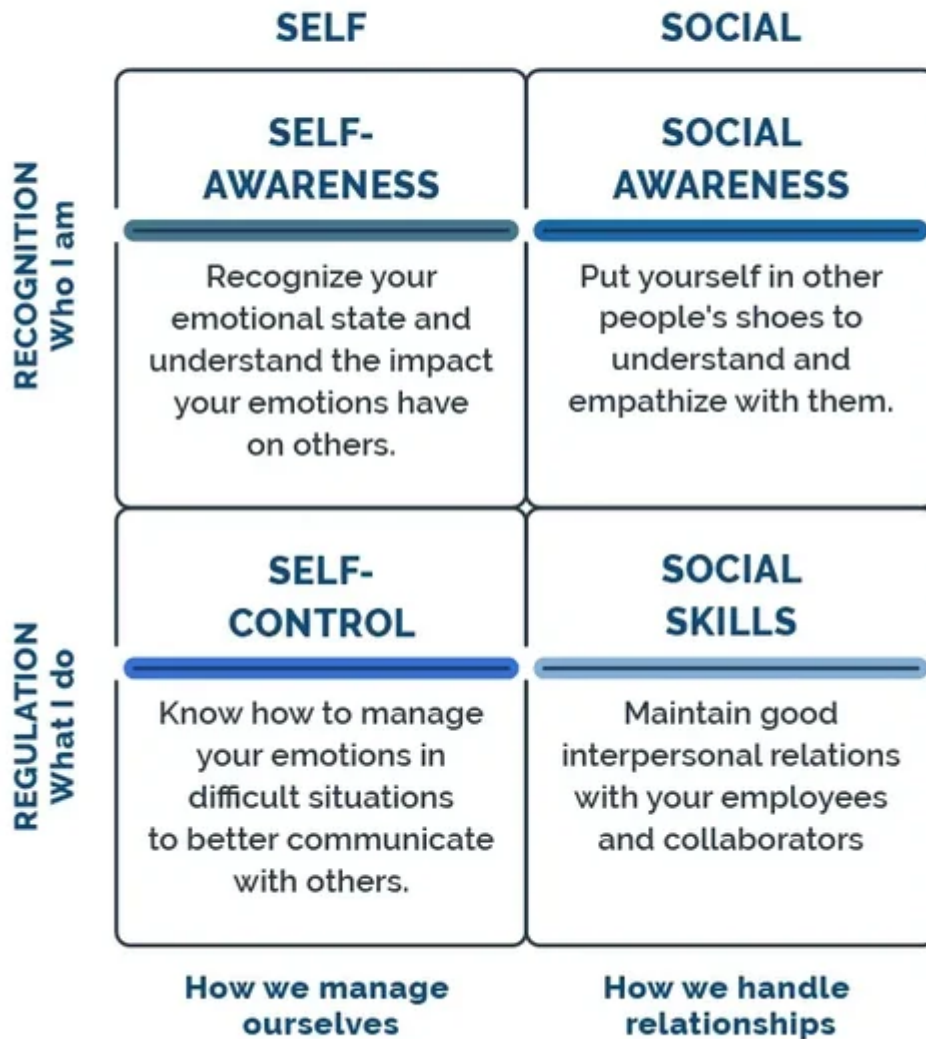 SELF
SOCIAL
RECOGNITION
Who I am
SELF-
AWARENESS
Recognize your
emotional state and
understand the impact
your emotions have
on others.
SOCIAL
AWARENESS
Put yourself in other
people's shoes to
understand and
empathize with them.
REGULATION
What I do
SELF-
CONTROL
Know how to manage
your emotions in
difficult situations
to better communicate
with others.
SOCIAL
SKILLS
Maintain good
interpersonal relations
with your employees
and collaborators
How we manage
ourselves
How we handle
relationships